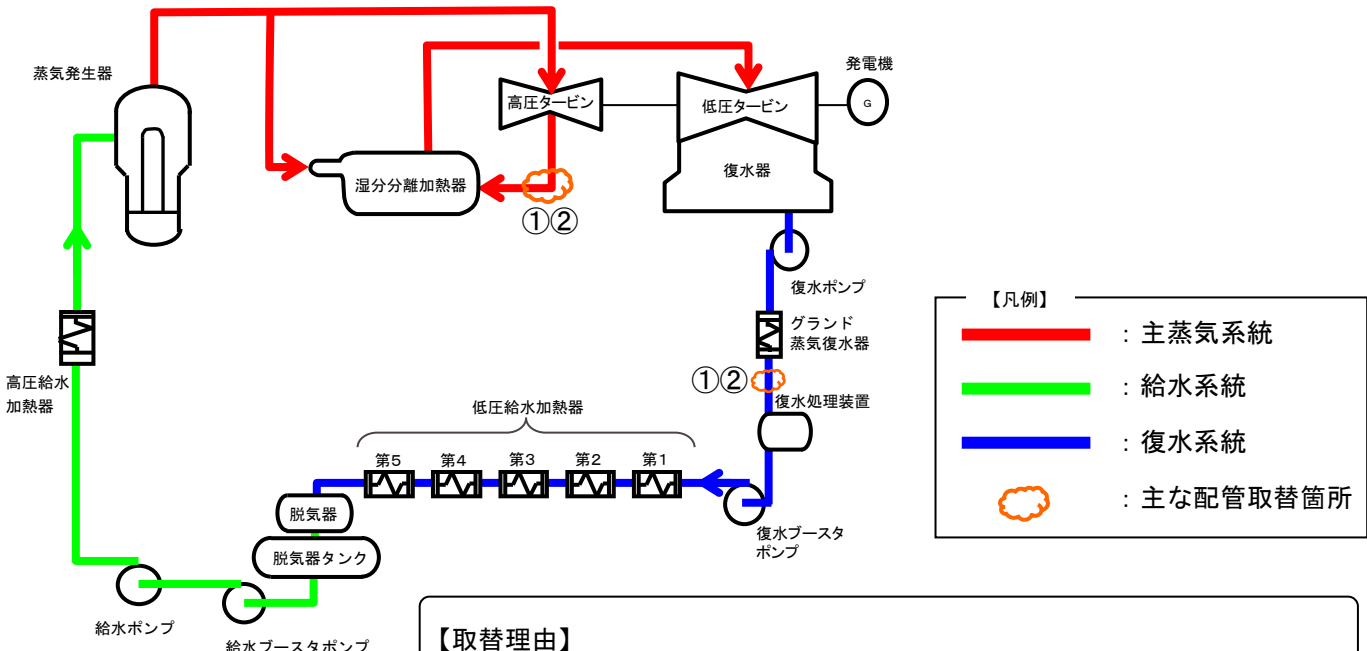 蒸気発生器
高圧タービン
低圧タービン
発電機
G
湿分分離加熱器
復水器
①②
復水ポンプ
グランド
蒸気復水器
①②
復水処理装置
高圧給水
加熱器
低圧給水加熱器
第5
第4
第3
第2
第1
脱気器
脱気器タンク
復水ブースタ
ポンプ
給水ポンプ
給水ブースタポンプ
【凡例】
：主蒸気系統
：給水系統
：復水系統
：主な配管取替箇所
【取替理由】